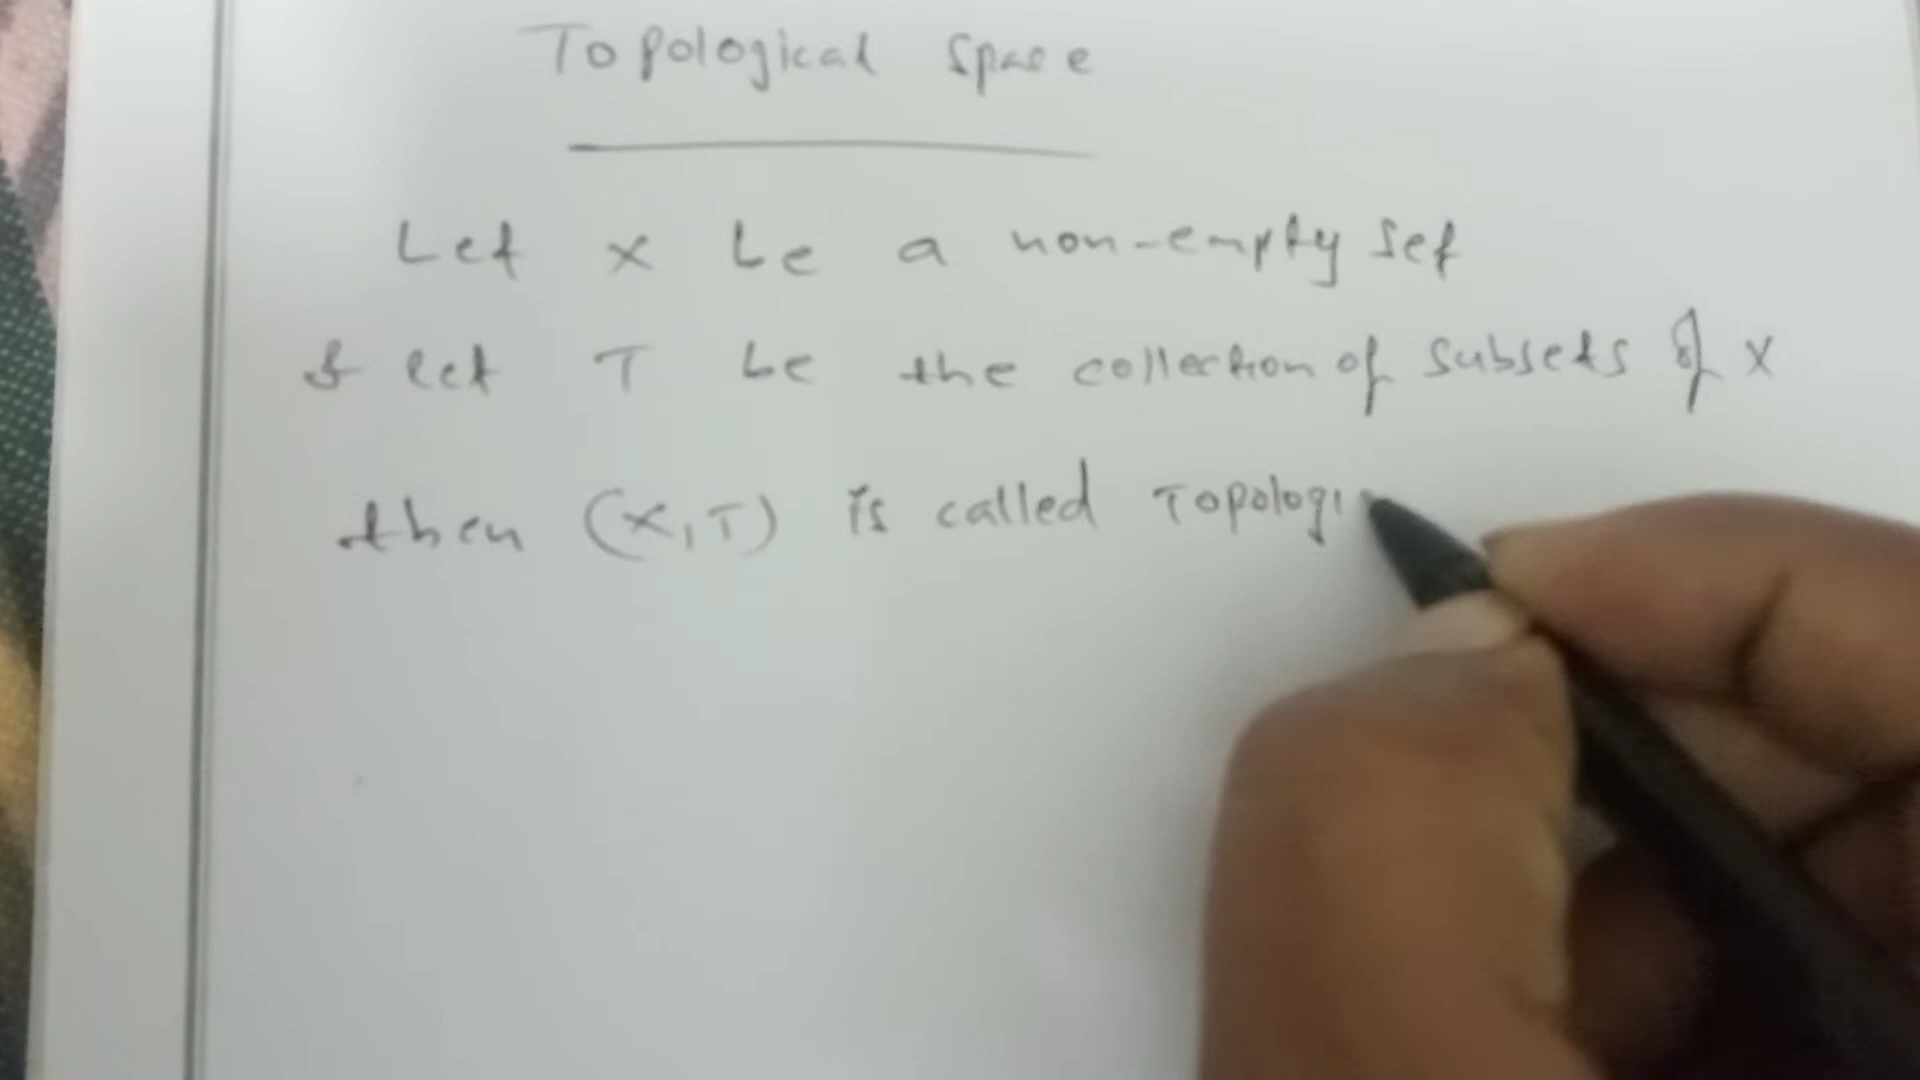 Topological space
Let X be a non-empty set
& let T be the collection of subsets of X
then (X,T) is called Topologi